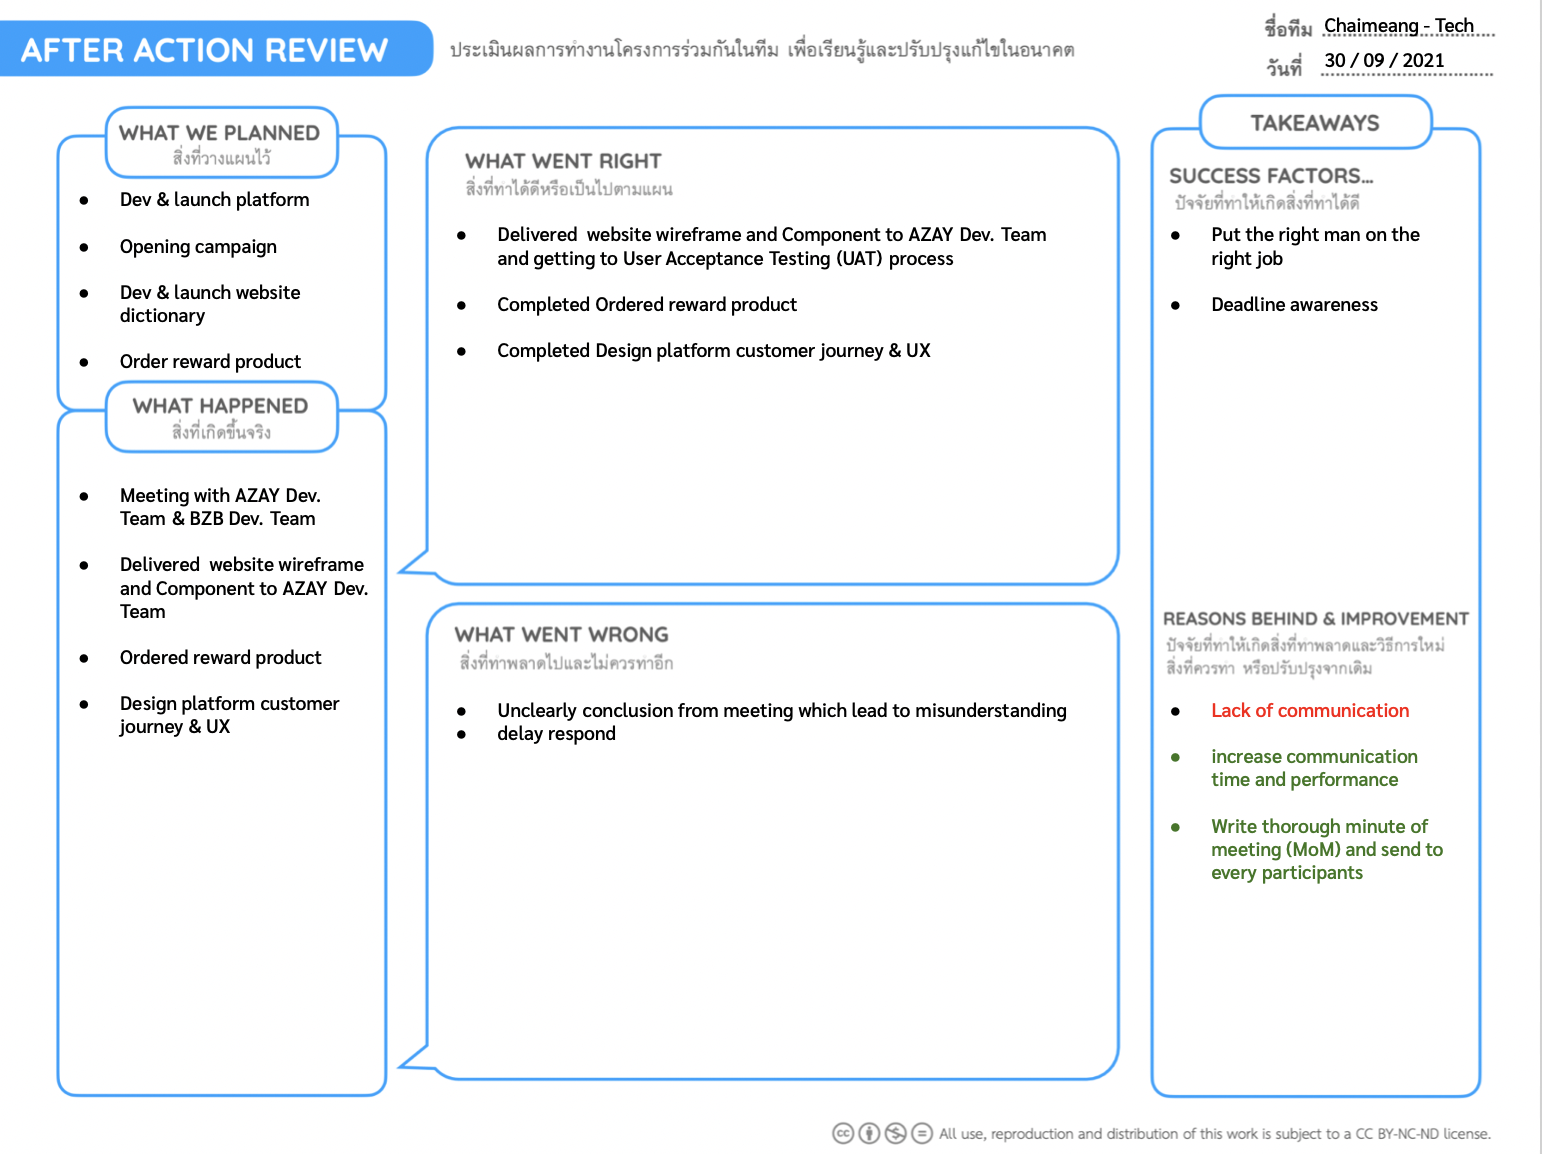 AFTER ACTION REVIEW
ประเมินผลการทำงานโครงการร่วมกันในทีม เพื่อเรียนรู้และปรับปรุงแก้ไขในอนาคต
ชื่อทีม Chaimeang - Tech
วันที่ 30 / 09 / 2021
WHAT WE PLANNED
สิ่งที่วางแผนไว้
● Dev & launch platform
● Opening campaign
● Dev & launch website
dictionary
● Order reward product
WHAT HAPPENED
สิ่งที่เกิดขึ้นจริง
● Meeting with AZAY Dev.
Team & BZB Dev. Team
● Delivered website wireframe
and Component to AZAY Dev.
Team
● Ordered reward product
● Design platform customer
journey & UX
WHAT WENT RIGHT
สิ่งที่ทำได้ดีหรือเป็นไปตามแผน
● Delivered website wireframe and Component to AZAY Dev. Team
and getting to User Acceptance Testing (UAT) process
● Completed Ordered reward product
● Completed Design platform customer journey & UX
WHAT WENT WRONG
สิ่งที่ทำพลาดไปและไม่ควรทำอีก
● Unclearly conclusion from meeting which lead to misunderstanding
● delay respond
TAKEAWAYS
SUCCESS FACTORS...
ปัจจัยที่ทำให้เกิดสิ่งที่ทำได้ดี
● Put the right man on the
right job
● Deadline awareness
REASONS BEHIND & IMPROVEMENT
ปัจจัยที่ทำให้เกิดสิ่งที่ทำพลาดและวิธีการใหม่
สิ่งที่ควรทำ หรือปรับปรุงจากเดิม
● Lack of communication
● increase communication
time and performance
● Write thorough minute of
meeting (MoM) and send to
every participants
cc All use, reproduction and distribution of this work is subject to a CC BY-NC-ND license.